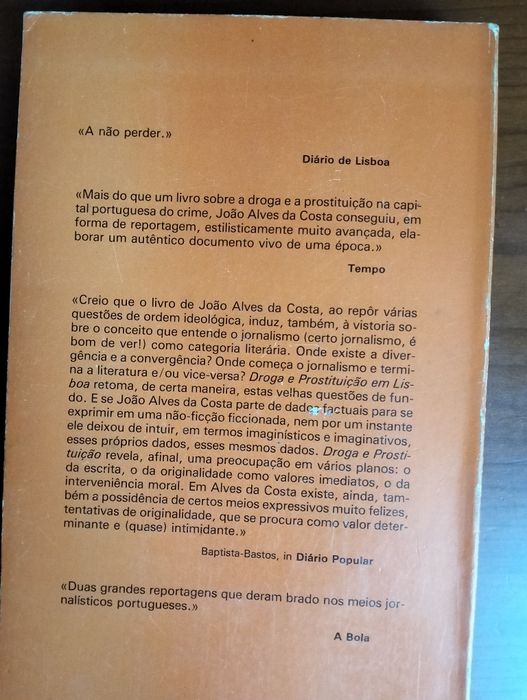 «A não perder.»
Diário de Lisboa
«Mais do que um livro sobre a droga e a prostituição na capi-
tal portuguesa do crime, João Alves da Costa conseguiu, em
forma de reportagem, estilisticamente muito avançada, ela-
borar um autêntico documento vivo de uma época.»
Tempo
«Creio que o livro de João Alves da Costa, ao repôr várias
questões de ordem ideológica, induz, também, à vistoria so-
bre o conceito que entende o jornalismo (certo jornalismo, é
bom de ver!) como categoria literária. Onde existe a diver-
gência e a convergência? Onde começa o jornalismo e termi-
na a literatura e/ou vice-versa? Droga e Prostituição em Lis-
boa retoma, de certa maneira, estas velhas questões de fun-
do. E se João Alves da Costa parte de dados factuais para se
exprimir em uma não-ficção ficcionada, nem por um instante
ele deixou de intuir, em termos imaginísticos e imaginativos,
esses próprios dados, esses mesmos dados. Droga e Prosti-
tuição revela, afinal, uma preocupação em vários planos: o
da escrita, o da originalidade como valores imediatos, o da
interveniência moral. Em Alves da Costa existe, ainda, tam-
bém a possidência de certos meios expressivos muito felizes,
tentativas de originalidade, que se procura como valor deter-
minante e (quase) intimidante.»
Baptista-Bastos, in Diário Popular
«Duas grandes reportagens que deram brado nos meios jor-
nalísticos portugueses.»
A Bola